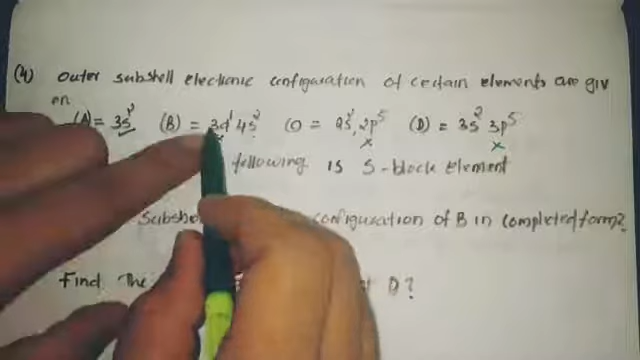 (4) Outer subshell electronic configuration of certain elements are giv
en
(A) = 3s¹ (B) = 3d¹ 4s² (C) = 2s², 2p⁵ (D) = 3s² 3p⁵
x x
following is S-block Element
Subshe configuration of B in completed form?
Find The D?